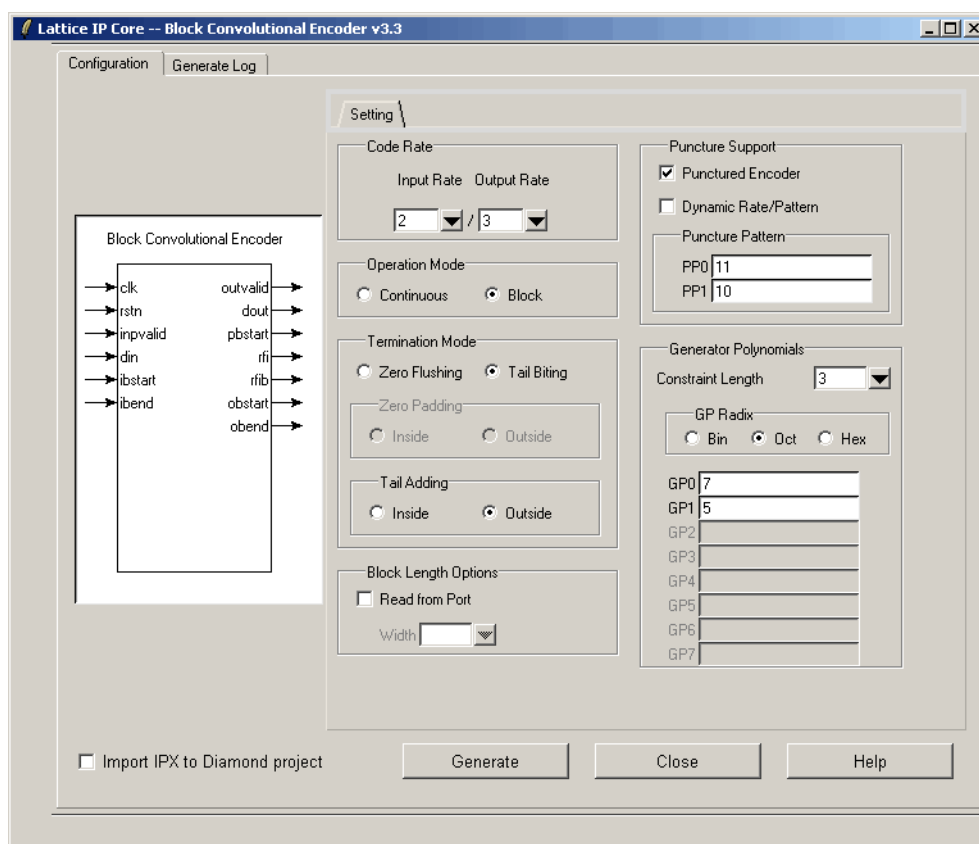 Lattice IP Core -- Block Convolutional Encoder v3.3
Configuration
Generate Log
Block Convolutional Encoder
clk outvalid
rstn dout
inpvalid pbstart
din rfi
ibstart rfib
ibend obstart
obend
Setting
Code Rate
Input Rate Output Rate
2 / 3
Operation Mode
Continuous Block
Termination Mode
Zero Flushing Tail Biting
Zero Padding
Inside Outside
Tail Adding
Inside Outside
Block Length Options
Read from Port
Width
Puncture Support
Punctured Encoder
Dynamic Rate/Pattern
Puncture Pattern
PP0 11
PP1 10
Generator Polynomials
Constraint Length 3
GP Radix
Bin Oct Hex
GP0 7
GP1 5
GP2
GP3
GP4
GP5
GP6
GP7
Import IPX to Diamond project
Generate
Close
Help